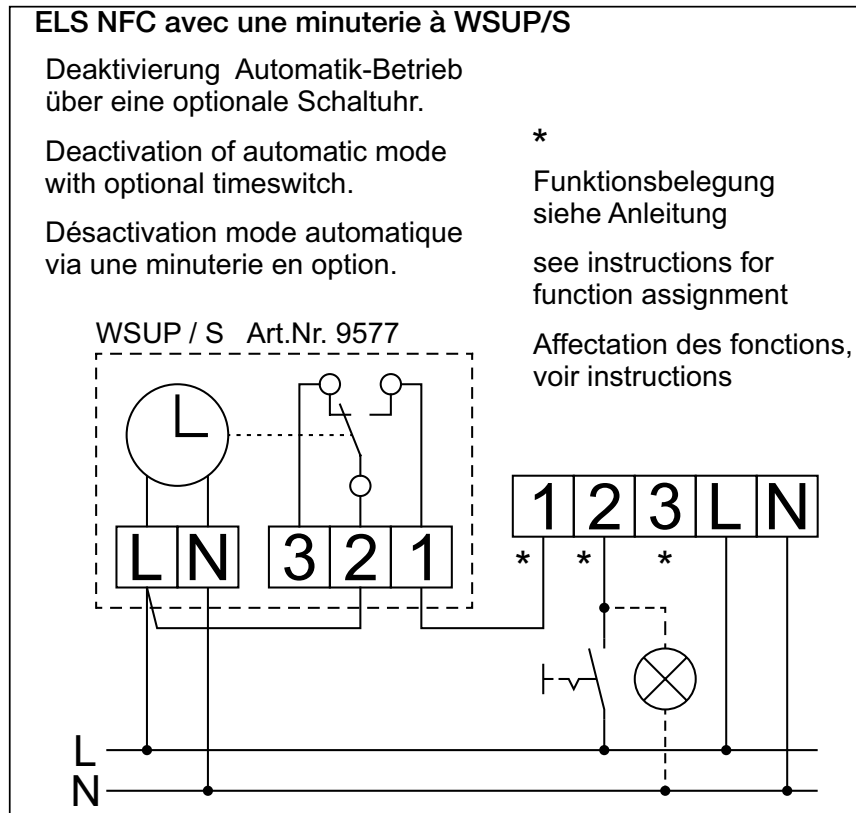 ELS NFC avec une minuterie à WSUP/S
Deaktivierung Automatik-Betrieb
über eine optionale Schaltuhr.
Deactivation of automatic mode
with optional timeswitch.
Désactivation mode automatique
via une minuterie en option.
*
Funktionsbelegung
siehe Anleitung
see instructions for
function assignment
Affectation des fonctions,
voir instructions
WSUP / S Art.Nr. 9577
L N 3 2 1
1 2 3 L N
* * *
L
N